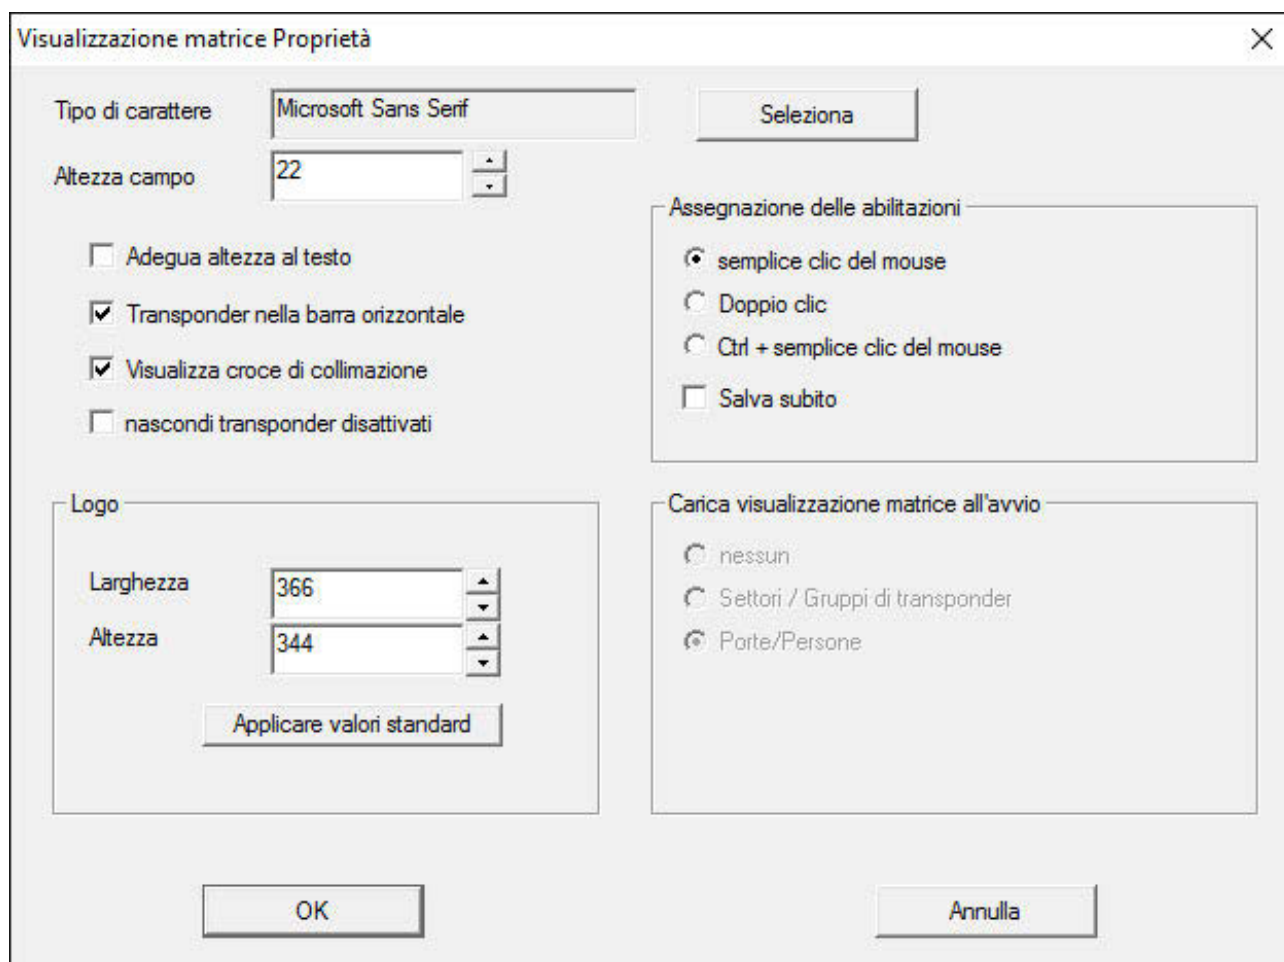 Visualizzazione matrice Proprietà
Tipo di carattere
Microsoft Sans Serif
Seleziona
Altezza campo
22
Adegua altezza al testo
Transponder nella barra orizzontale
Visualizza croce di collimazione
nascondi transponder disattivati
Assegnazione delle abilitazioni
semplice clic del mouse
Doppio clic
Ctrl + semplice clic del mouse
Salva subito
Logo
Larghezza
366
Altezza
344
Applicare valori standard
Carica visualizzazione matrice all'avvio
nessun
Settori / Gruppi di transponder
Porte/Persone
OK
Annulla